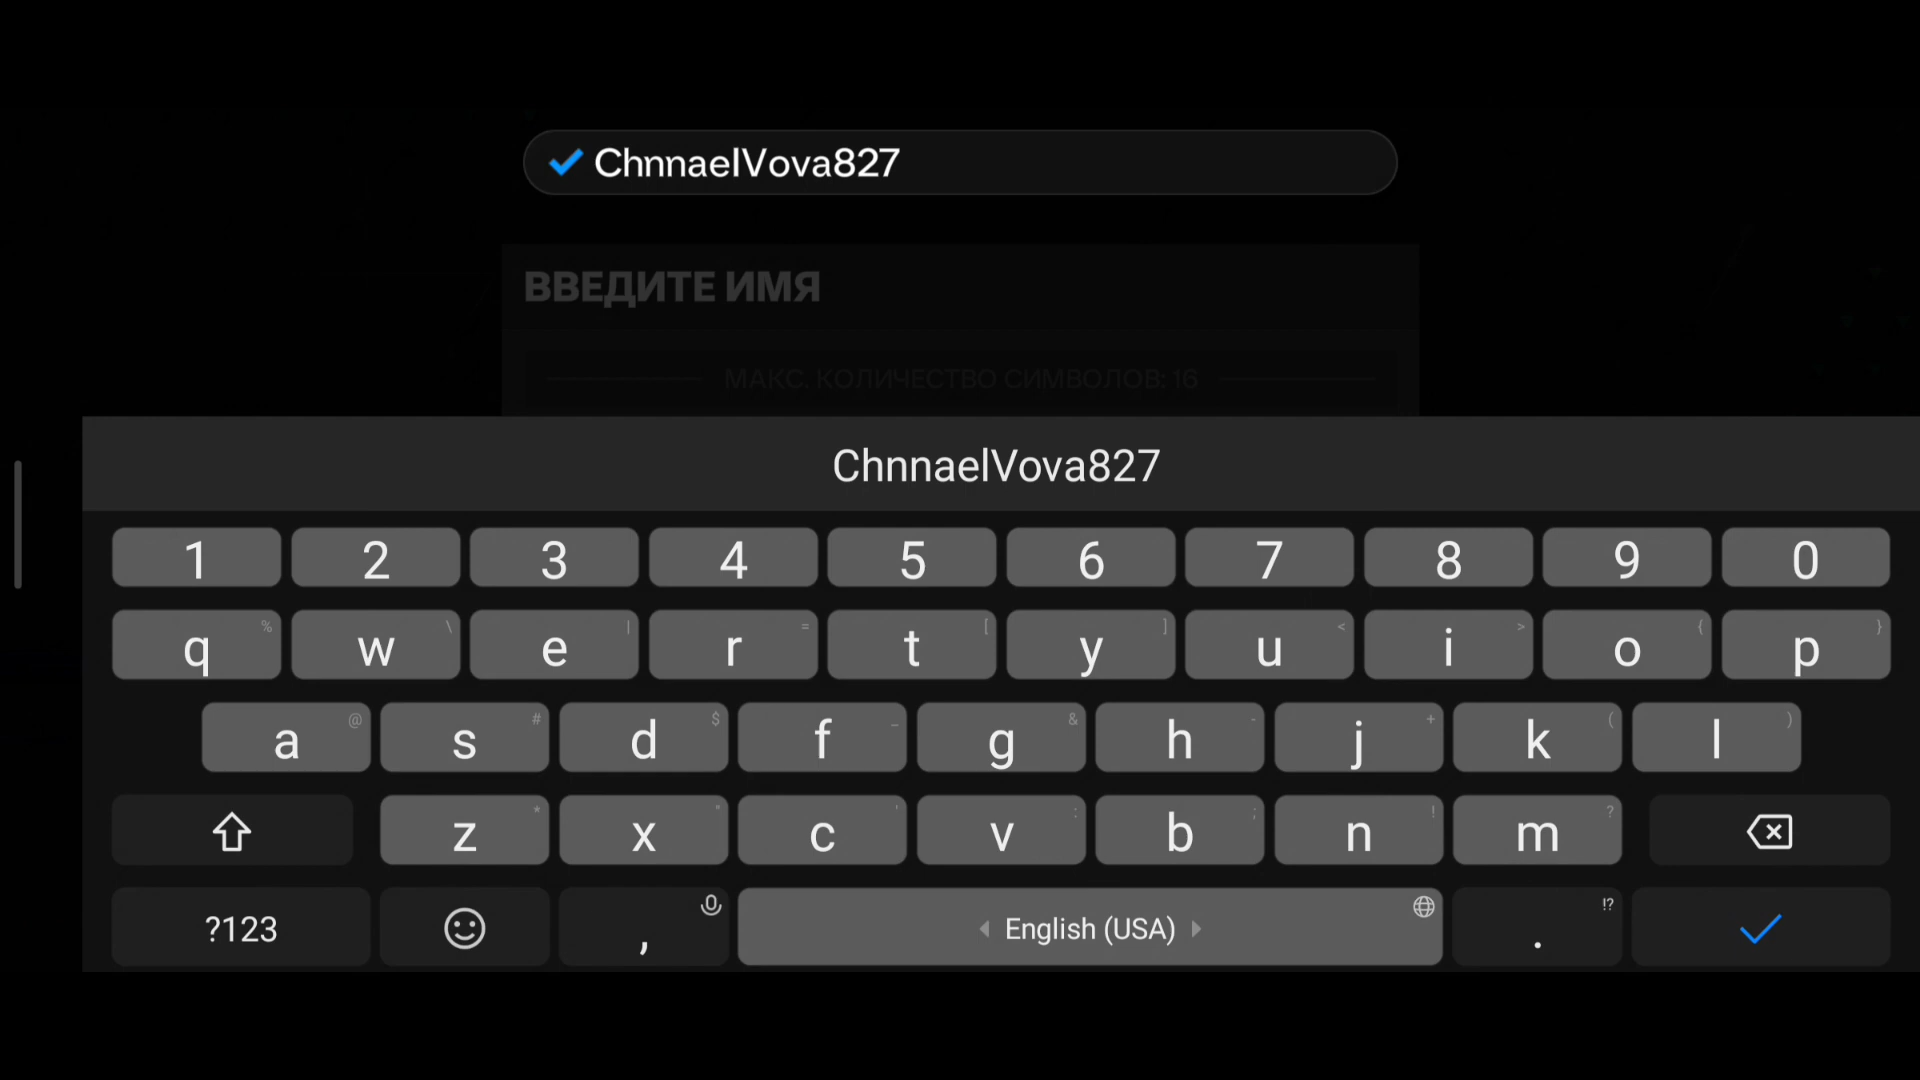 ChnnaelVova827
ВВЕДИТЕ ИМЯ
МАКС. КОЛИЧЕСТВО СИМВОЛОВ: 16
ChnnaelVova827
1 2 3 4 5 6 7 8 9 0
q % w \ e | r = t [ y ] u < i > o { p }
a @ s # d $ f _ g & h - j + k ( l )
z * x " c ' v : b ; n ! m ?
?123 , English (USA) . !?